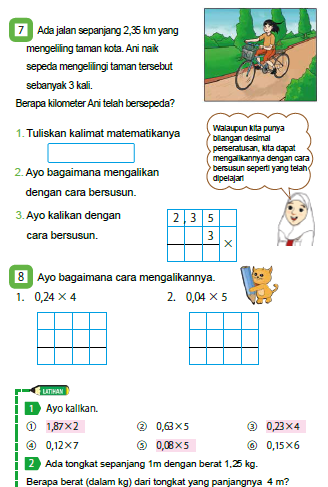 7 Ada jalan sepanjang 2,35 km yang
mengeliling taman kota. Ani naik
sepeda mengelilingi taman tersebut
sebanyak 3 kali.
Berapa kilometer Ani telah bersepeda?
1. Tuliskan kalimat matematikanya
2. Ayo bagaimana mengalikan
dengan cara bersusun.
3. Ayo kalikan dengan
cara bersusun.
Walaupun kita punya
bilangan desimal
perseratusan, kita dapat
mengalikannya dengan cara
bersusun seperti yang telah
dipelajari
2,35
3 ×
8 Ayo bagaimana cara mengalikannya.
1. 0,24 × 4 2. 0,04 × 5
LATIHAN
1 Ayo kalikan.
① 1,87×2 ② 0,63×5 ③ 0,23×4
④ 0,12×7 ⑤ 0,08×5 ⑥ 0,15×6
2 Ada tongkat sepanjang 1m dengan berat 1,25 kg.
Berapa berat (dalam kg) dari tongkat yang panjangnya 4 m?